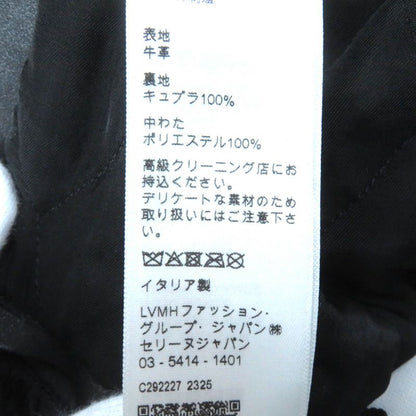 表地
牛革
裏地
キュプラ100%
中わた
ポリエステル100%
高級クリーニング店にお
持込ください。
デリケートな素材のため
取り扱いにはご注意下さ
い。
イタリア製
LVMHファッション・
グループ・ジャパン㈱
セリーヌジャパン
03 - 5414 - 1401
C292227 2325